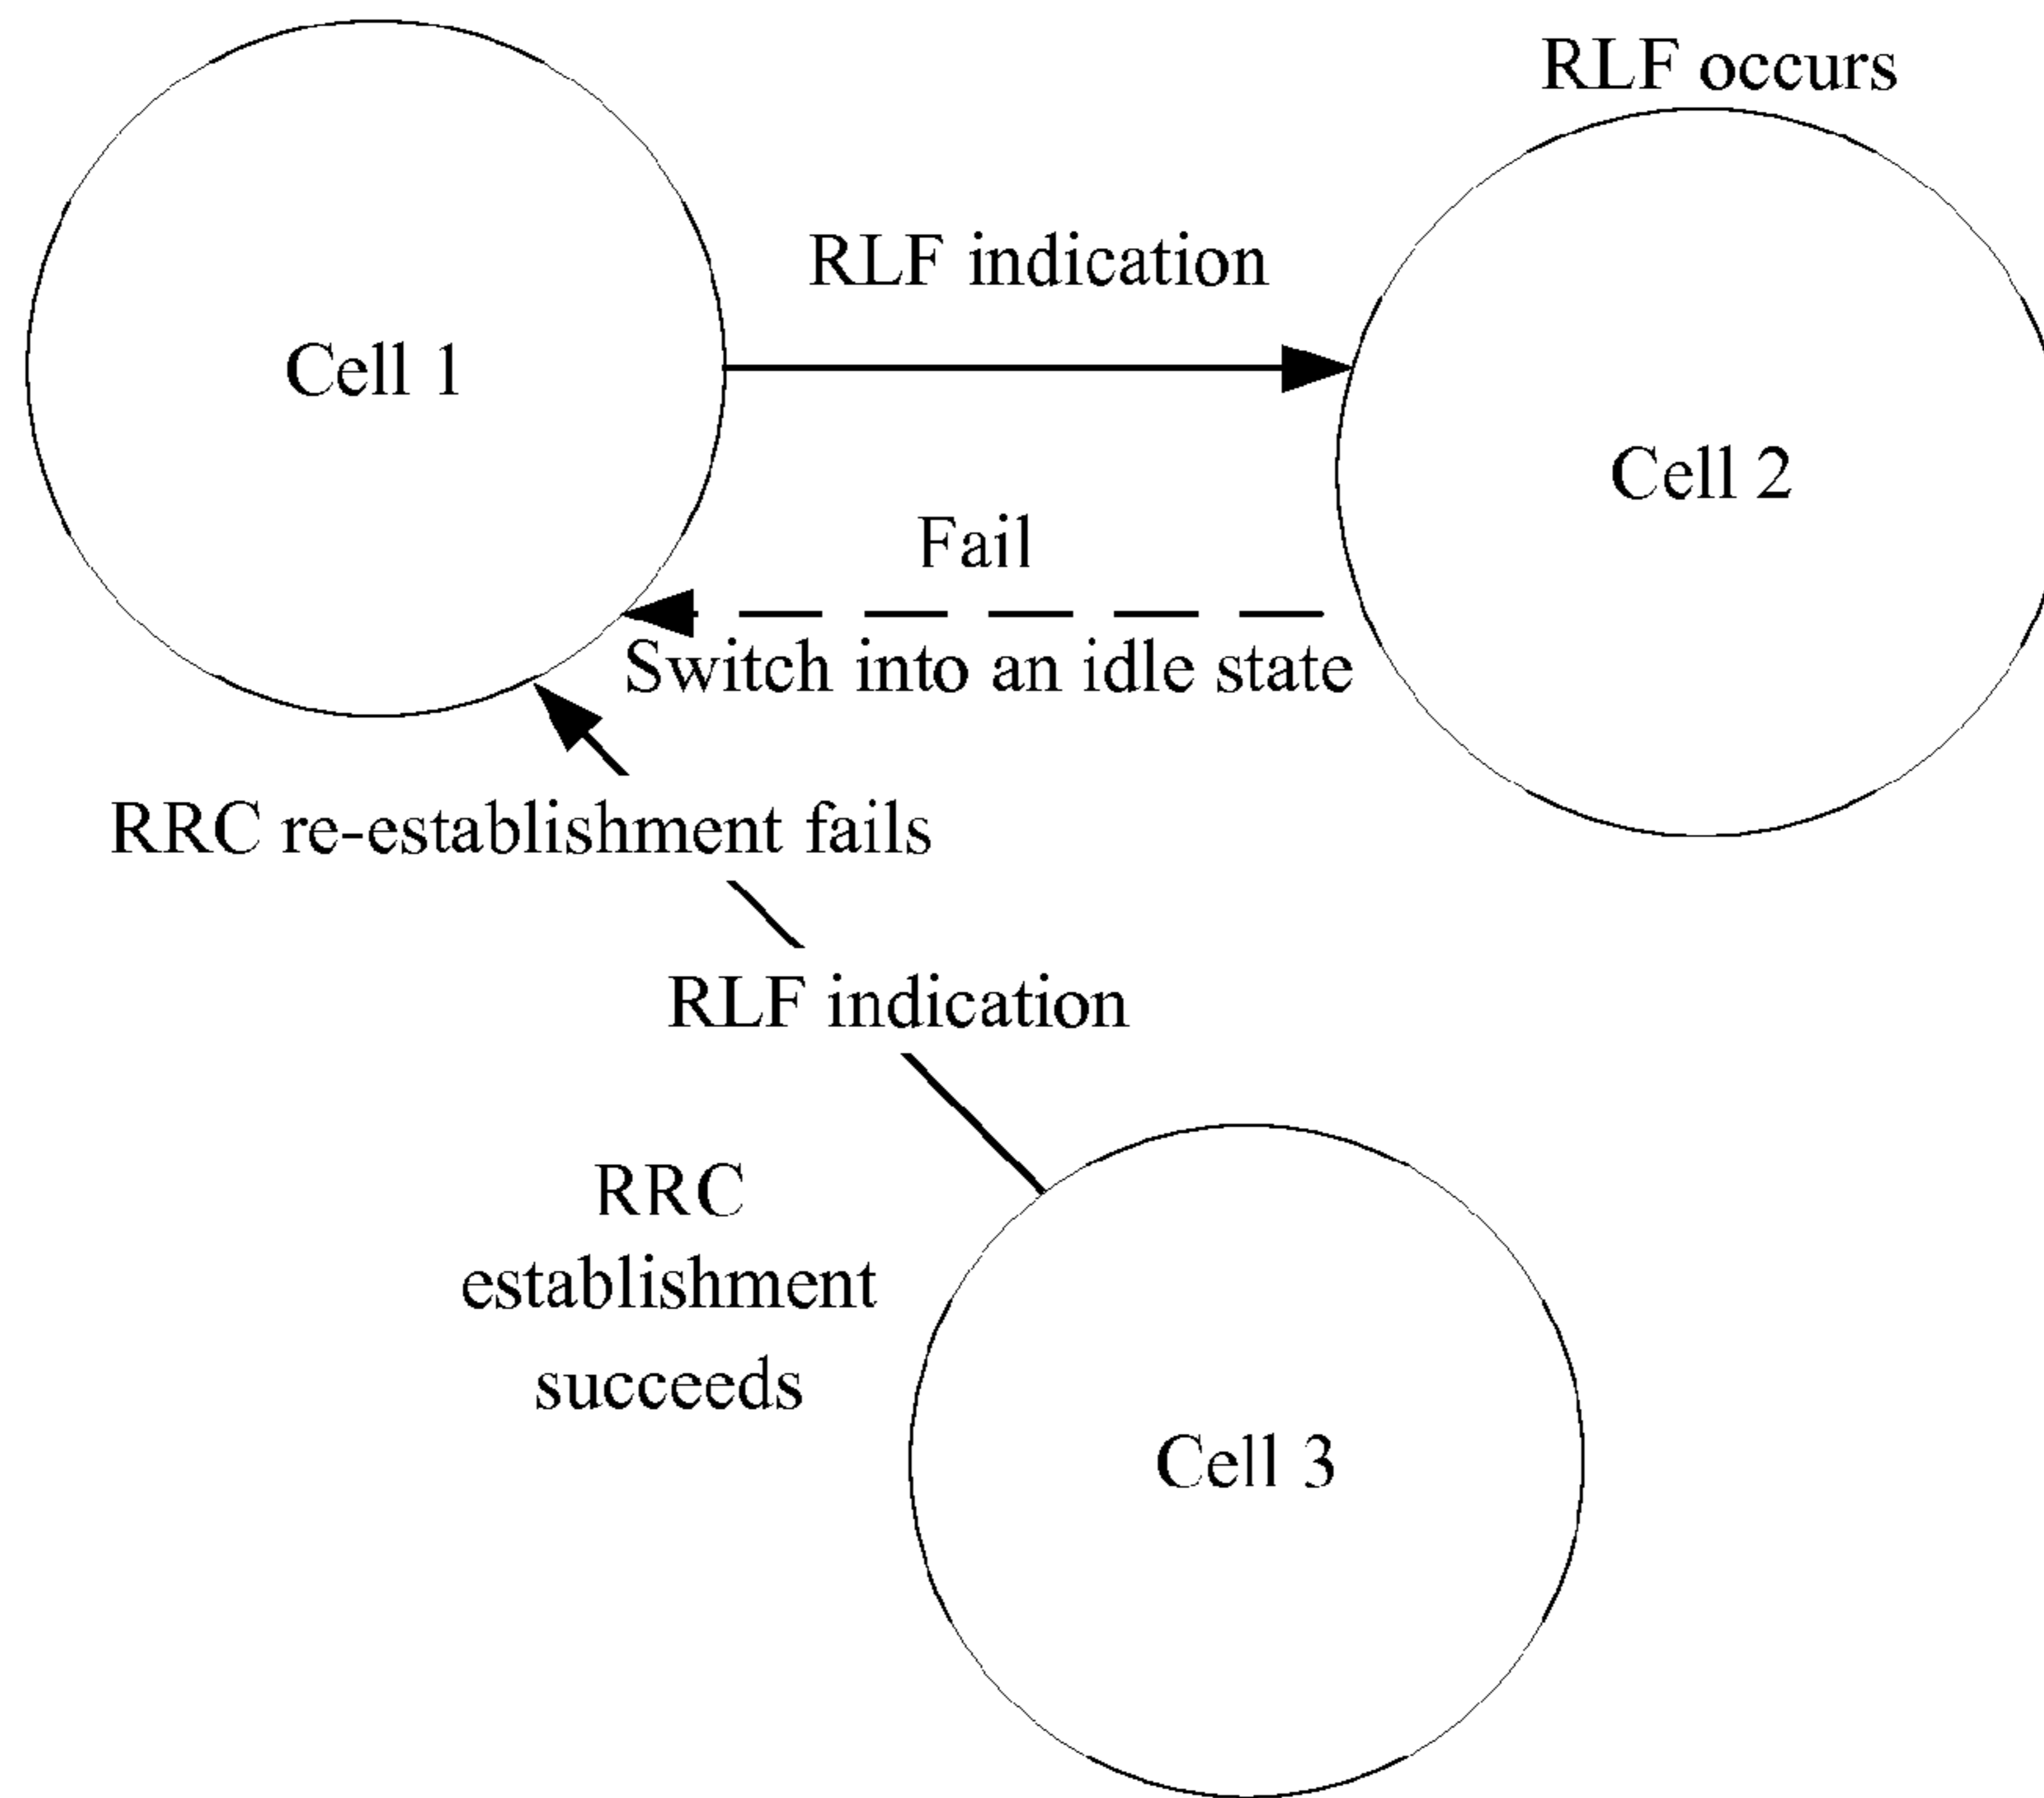 RLF occurs
RLF indication
Cell 1
Cell 2
Fail
Switch into an idle state
RRC re-establishment fails
RLF indication
RRC
establishment
succeeds
Cell 3